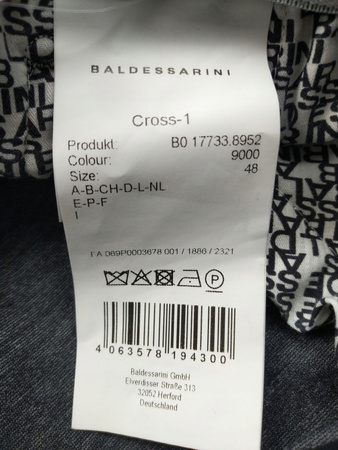 BALDESSARINI
Cross-1
Produkt: B0 17733.8952
Colour: 9000
Size: 48
A-B-CH-D-L-NL
E-P-F
I
FA 069P0003678 001 / 1886 / 2321
P
4 063578 194300
Baldessarini GmbH
Elverdisser Straße 313
32052 Herford
Deutschland